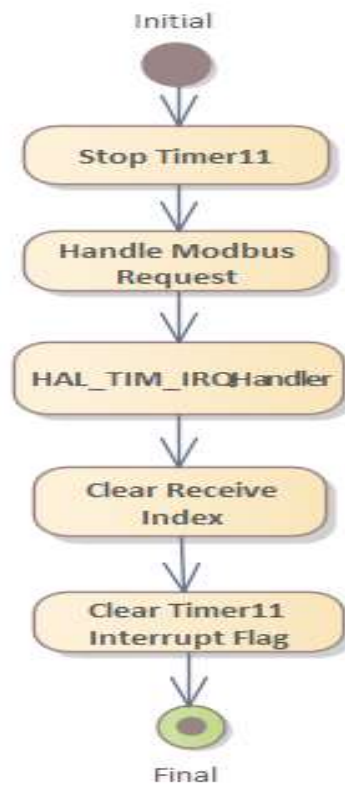 Initial
Stop Timer11
Handle Modbus
Request
HAL_TIM_IRQHandler
Clear Receive
Index
Clear Timer11
Interrupt Flag
Final